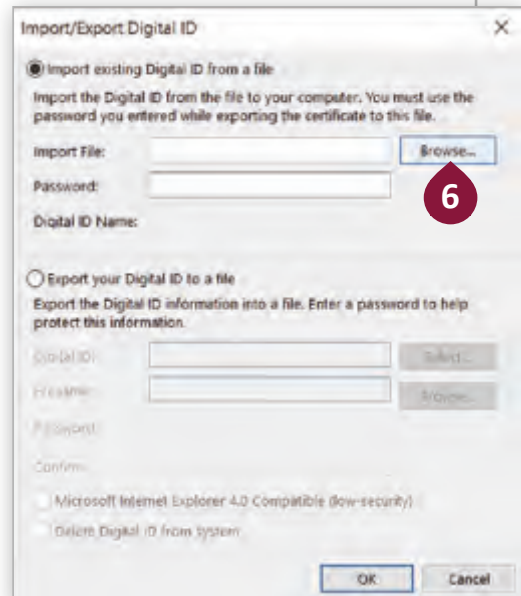 Import/Export Digital ID
Import existing Digital ID from a file
Import the Digital ID from the file to your computer. You must use the
password you entered while exporting the certificate to this file.
Import File:
Browse...
6
Password:
Digital ID Name:
Export your Digital ID to a file
Export the Digital ID information into a file. Enter a password to help
protect this information.
Digital ID:
Select...
Filename:
Browse...
Password:
Confirm:
Microsoft Internet Explorer 4.0 Compatible (low-security)
Delete Digital ID from system
OK Cancel